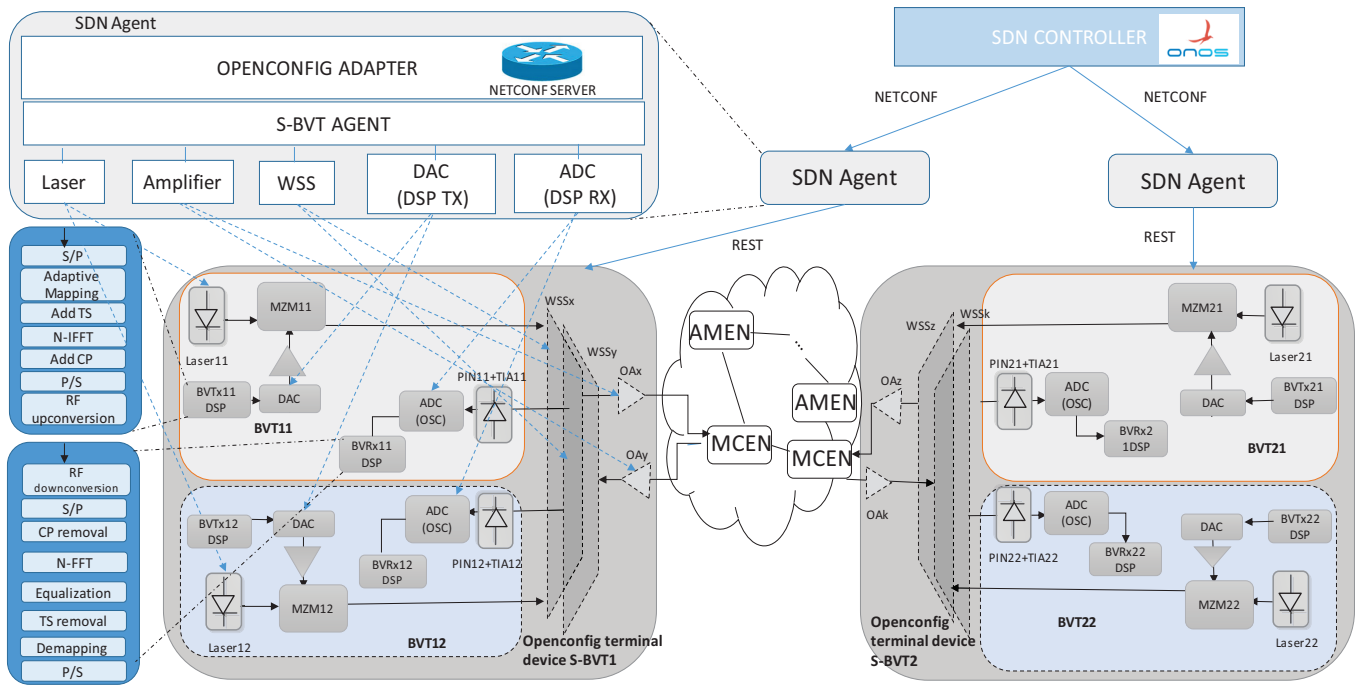 SDN Agent
OPENCONFIG ADAPTER
NETCONF SERVER
S-BVT AGENT
Laser
Amplifier
WSS
DAC
(DSP TX)
ADC
(DSP RX)
SDN CONTROLLER
onos
NETCONF
NETCONF
SDN Agent
SDN Agent
REST
REST
S/P
Adaptive
Mapping
Add TS
N-IFFT
Add CP
P/S
RF
upconversion
RF
downconversion
S/P
CP removal
N-FFT
Equalization
TS removal
Demapping
P/S
MZM11
Laser11
BVTx11
DSP
DAC
BVT11
PIN11+TIA11
ADC
(OSC)
BVRx11
DSP
WSSx
WSSy
OAx
OAy
BVTx12
DSP
DAC
ADC
(OSC)
PIN12+TIA12
BVRx12
DSP
MZM12
Laser12
BVT12
Openconfig terminal
device S-BVT1
AMEN
AMEN
MCEN
MCEN
OAz
OAk
WSSz
WSSk
MZM21
Laser21
PIN21+TIA21
ADC
(OSC)
DAC
BVTx21
DSP
BVRx2
1DSP
BVT21
ADC
(OSC)
PIN22+TIA22
BVRx22
DSP
DAC
BVTx22
DSP
MZM22
Laser22
BVT22
Openconfig
terminal device
S-BVT2